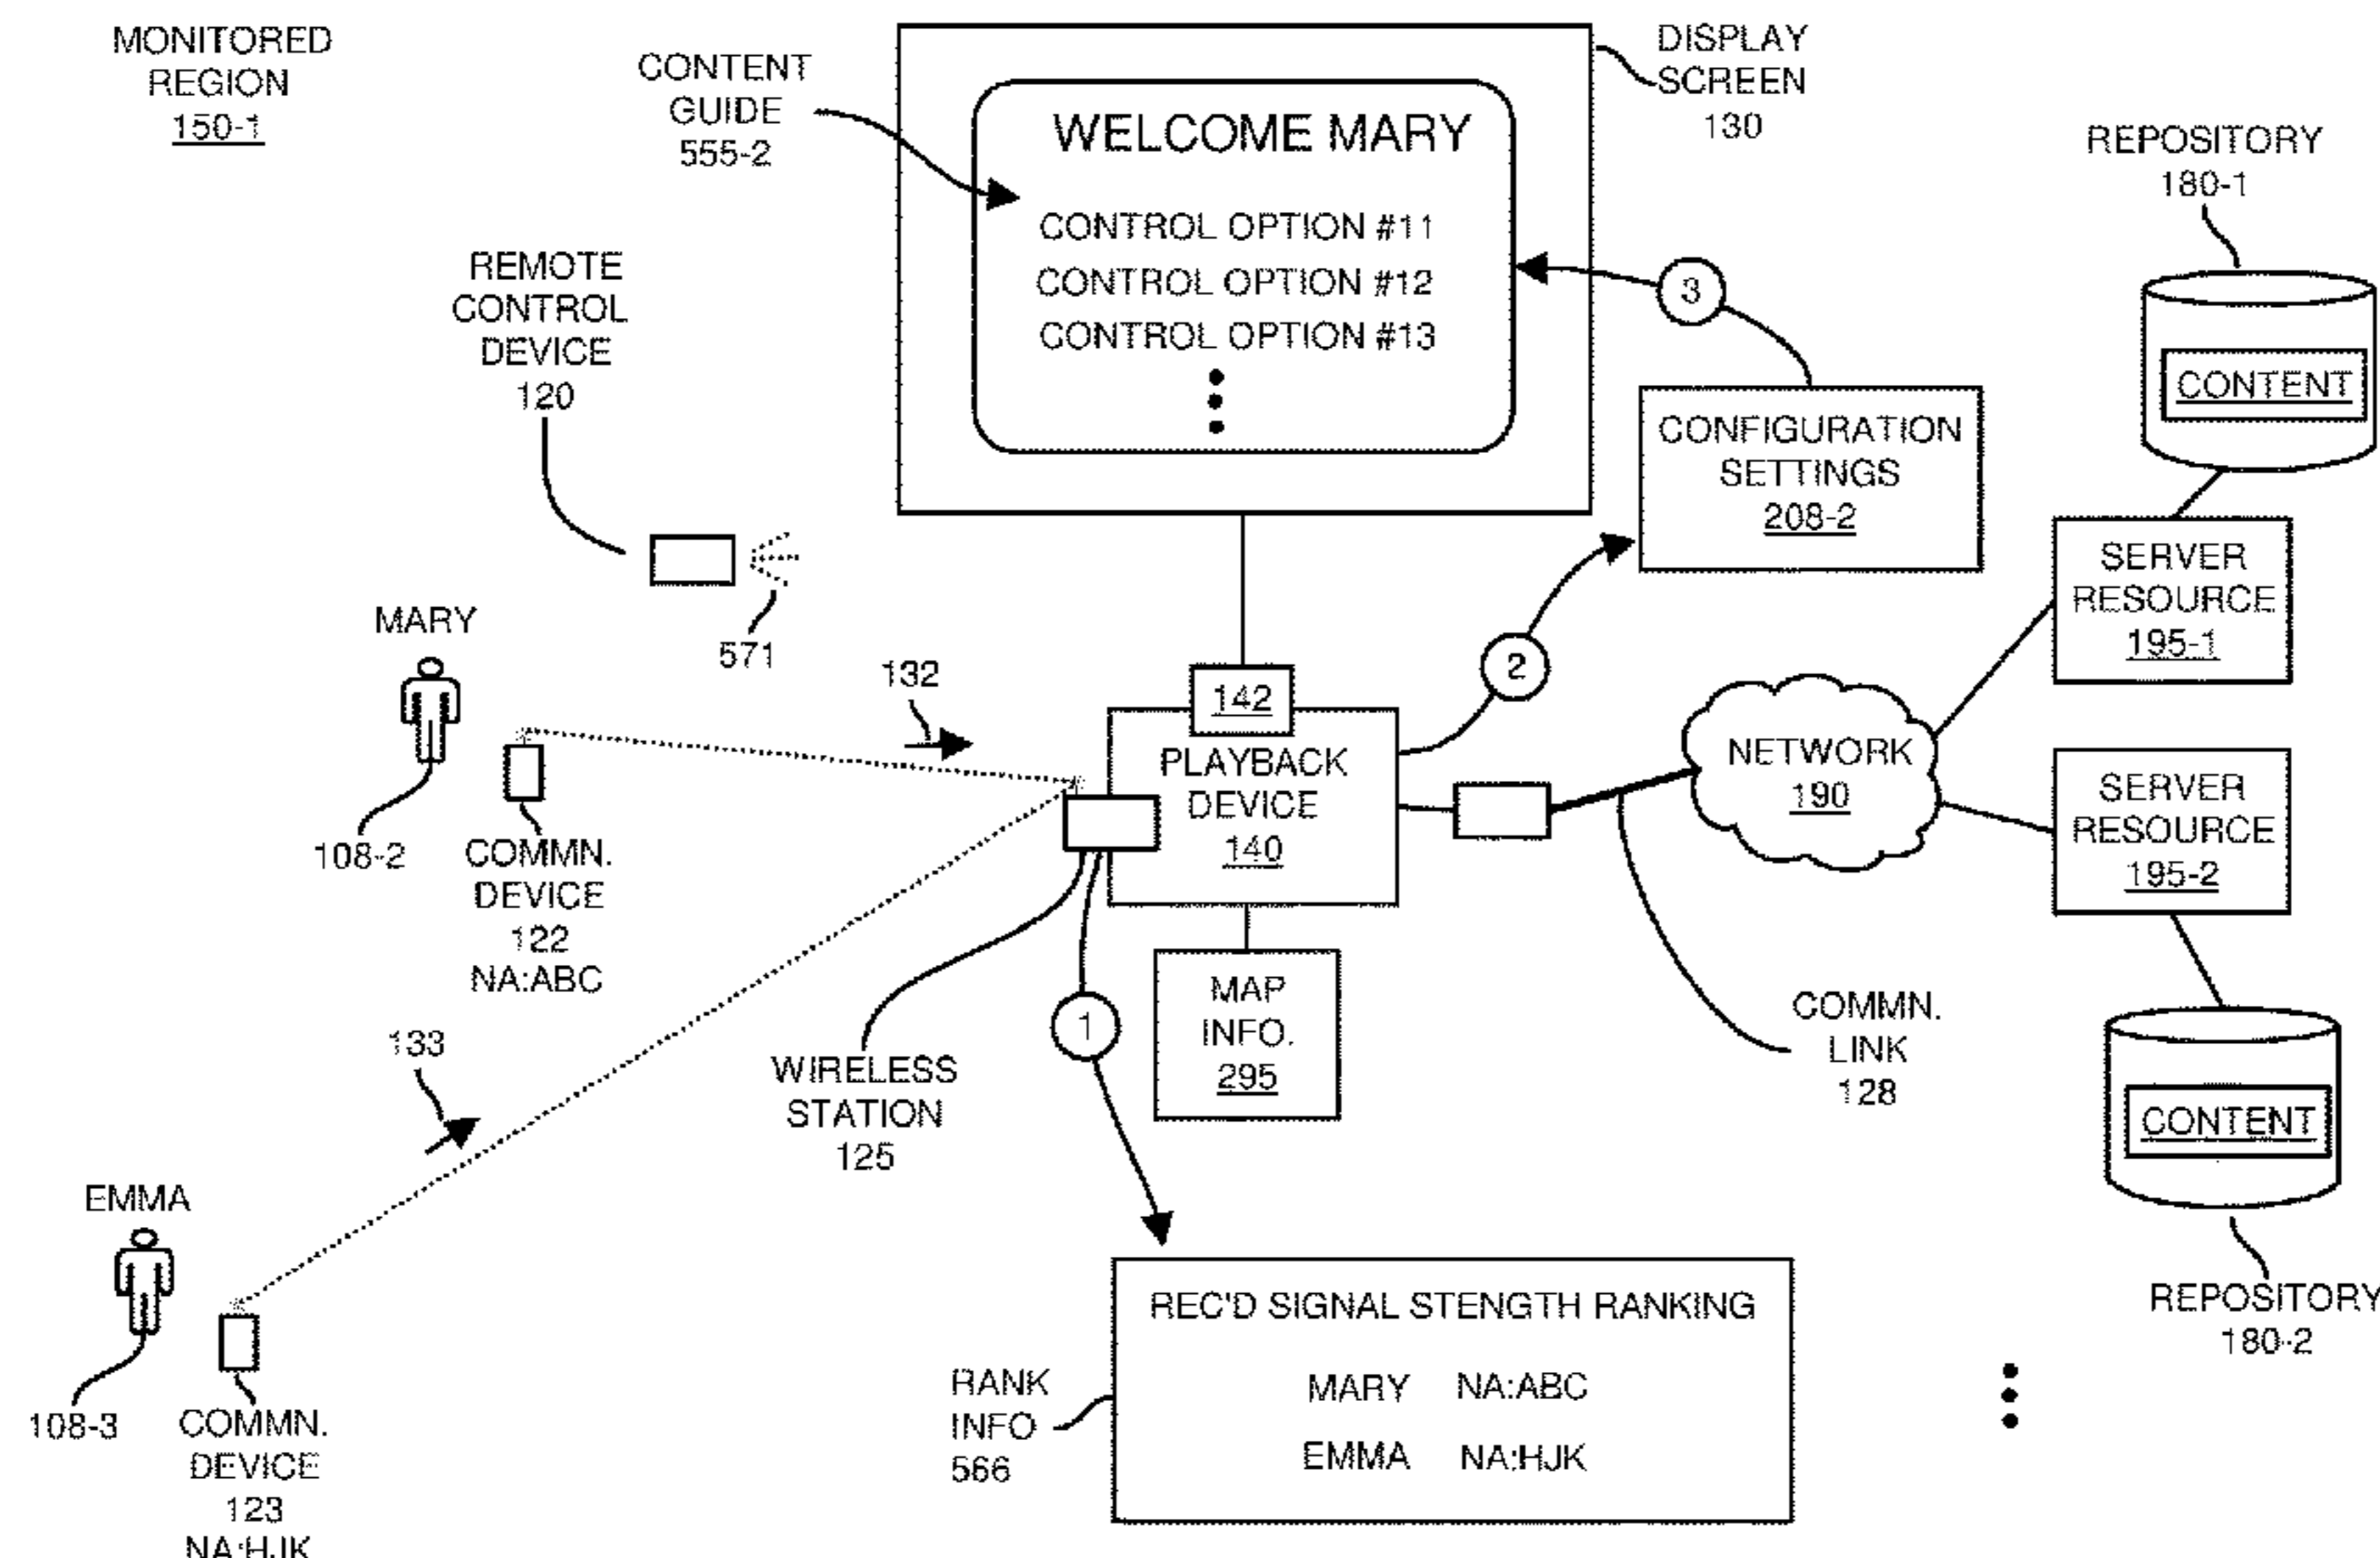 MONITORED
REGION
150-1
CONTENT
GUIDE
555-2
WELCOME MARY
CONTROL OPTION #11
CONTROL OPTION #12
CONTROL OPTION #13
DISPLAY
SCREEN
130
REPOSITORY
180-1
CONTENT
REMOTE
CONTROL
DEVICE
120
571
3
CONFIGURATION
SETTINGS
208-2
SERVER
RESOURCE
195-1
MARY
108-2
COMMN.
DEVICE
122
NA:ABC
132
142
PLAYBACK
DEVICE
140
2
NETWORK
190
SERVER
RESOURCE
195-2
133
WIRELESS
STATION
125
1
MAP
INFO.
295
COMMN.
LINK
128
CONTENT
REPOSITORY
180-2
EMMA
108-3
COMMN.
DEVICE
123
NA:HJK
RANK
INFO
566
REC'D SIGNAL STENGTH RANKING
MARY NA:ABC
EMMA NA:HJK